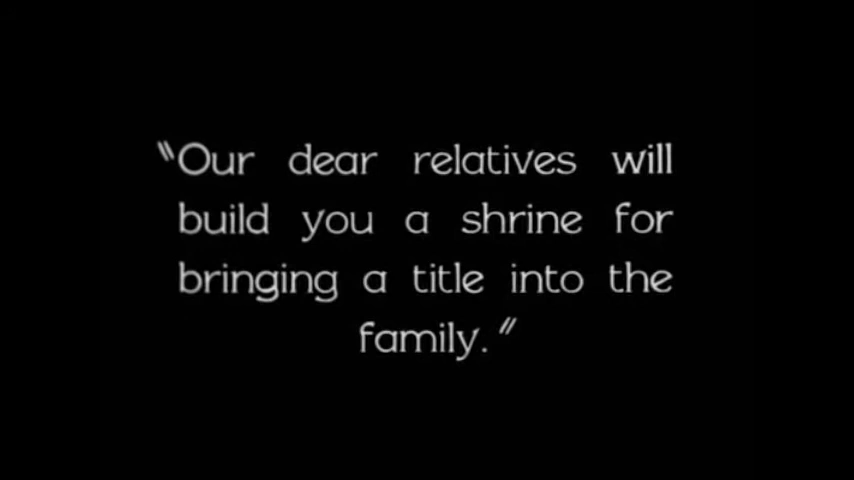 "Our dear relatives will
build you a shrine for
bringing a title into the
family."